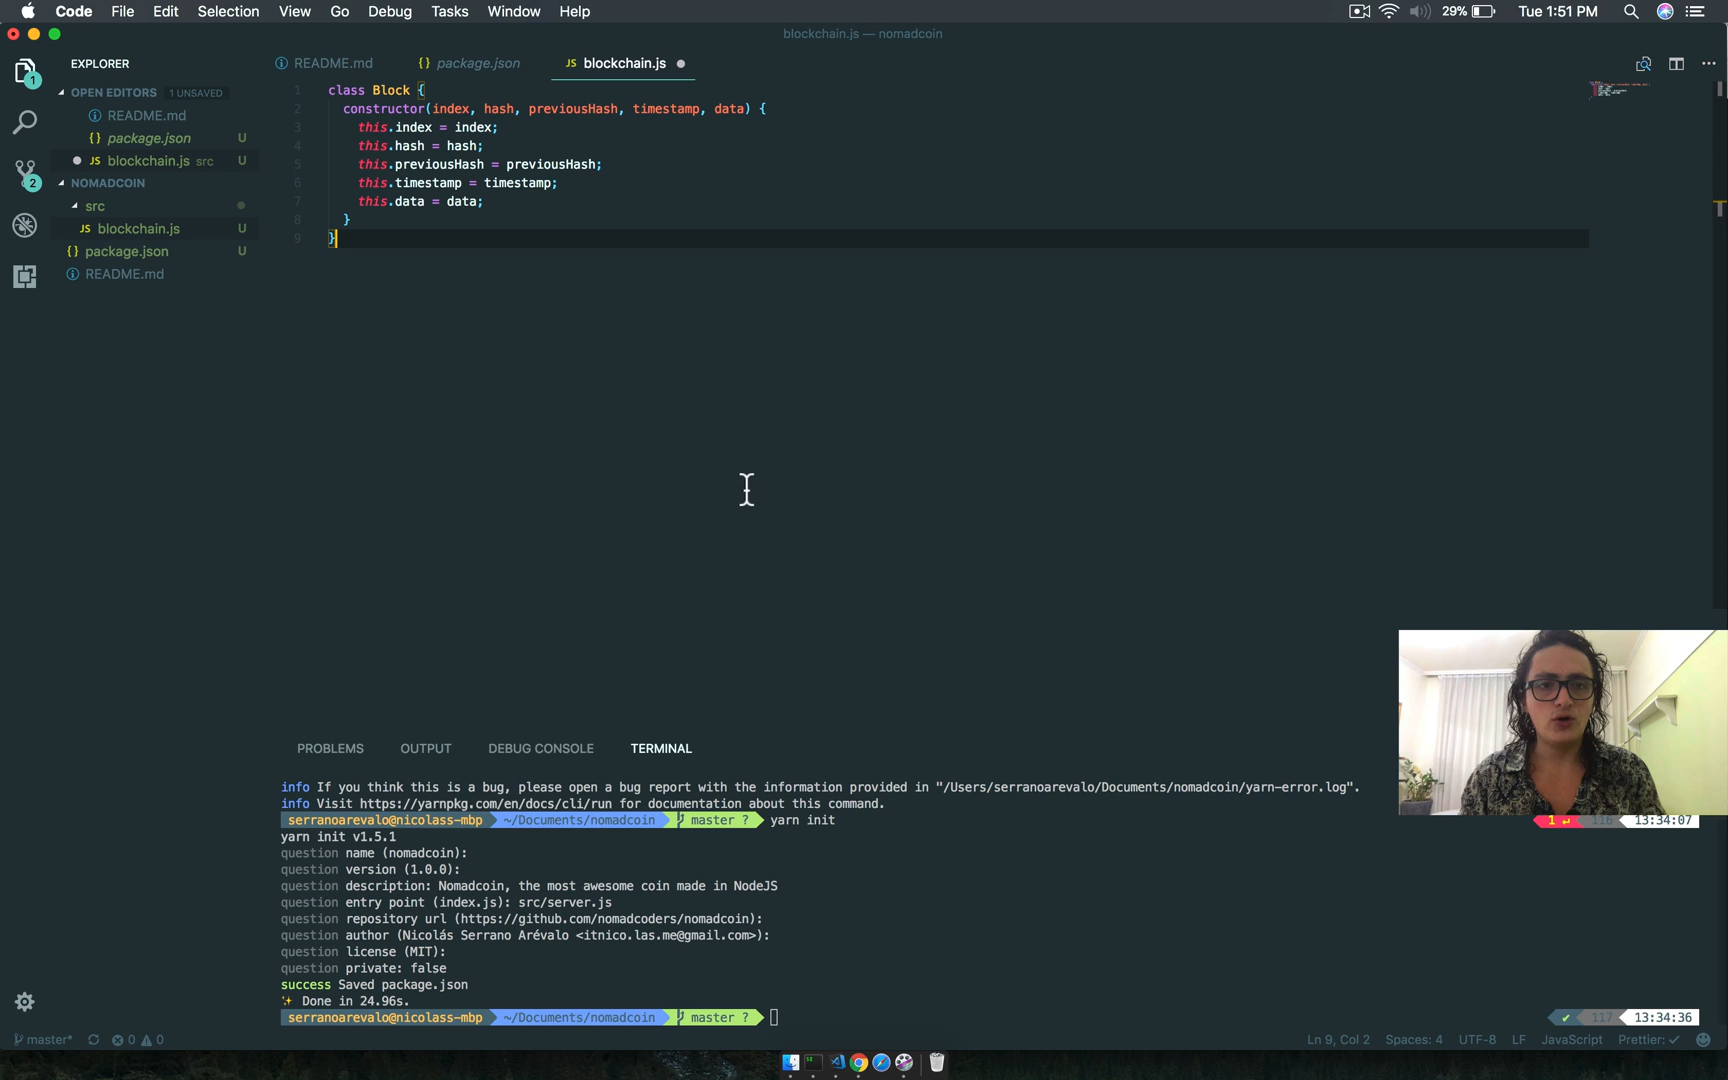 Code File Edit Selection View Go Debug Tasks Window Help 29% Tue 1:51 PM
blockchain.js — nomadcoin
EXPLORER
OPEN EDITORS 1 UNSAVED
README.md
{} package.json U
JS blockchain.js src U
NOMADCOIN
src
JS blockchain.js U
{} package.json U
README.md
1
2
README.md {} package.json JS blockchain.js
1 class Block {
2 constructor(index, hash, previousHash, timestamp, data) {
3 this.index = index;
4 this.hash = hash;
5 this.previousHash = previousHash;
6 this.timestamp = timestamp;
7 this.data = data;
8 }
9 }
PROBLEMS OUTPUT DEBUG CONSOLE TERMINAL
info If you think this is a bug, please open a bug report with the information provided in "/Users/serranoarevalo/Documents/nomadcoin/yarn-error.log".
info Visit https://yarnpkg.com/en/docs/cli/run for documentation about this command.
serranoarevalo@nicolass-mbp ~/Documents/nomadcoin master ? yarn init 1 ↵ 116 13:34:07
yarn init v1.5.1
question name (nomadcoin):
question version (1.0.0):
question description: Nomadcoin, the most awesome coin made in NodeJS
question entry point (index.js): src/server.js
question repository url (https://github.com/nomadcoders/nomadcoin):
question author (Nicolás Serrano Arévalo <itnico.las.me@gmail.com>):
question license (MIT):
question private: false
success Saved package.json
✨ Done in 24.96s.
serranoarevalo@nicolass-mbp ~/Documents/nomadcoin master ? ✔ 117 13:34:36
master* 0 0 Ln 9, Col 2 Spaces: 4 UTF-8 LF JavaScript Prettier: ✓